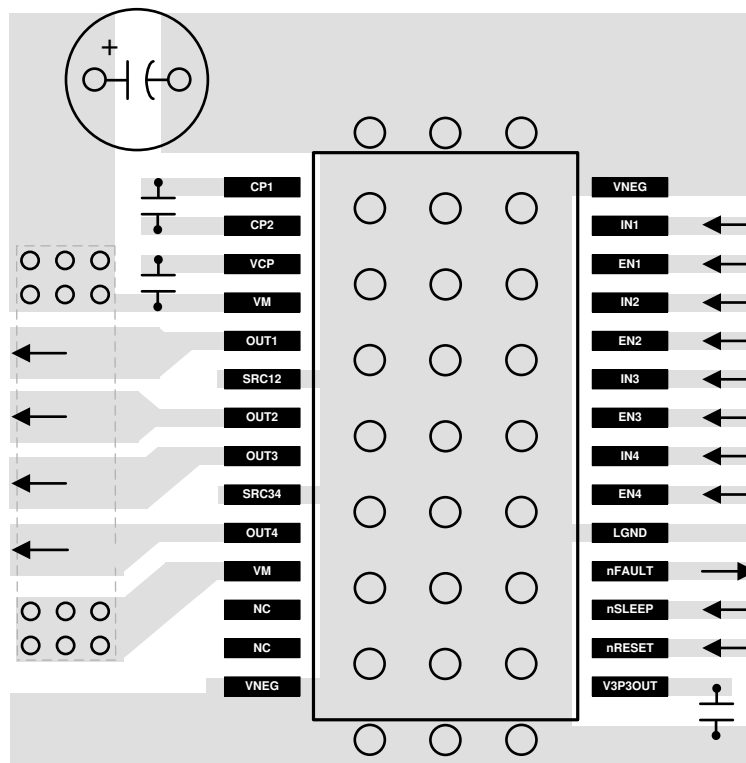 +
CP1
VNEG
CP2
IN1
VCP
EN1
VM
IN2
OUT1
EN2
SRC12
IN3
OUT2
EN3
OUT3
IN4
SRC34
EN4
OUT4
LGND
VM
nFAULT
NC
nSLEEP
NC
nRESET
VNEG
V3P3OUT